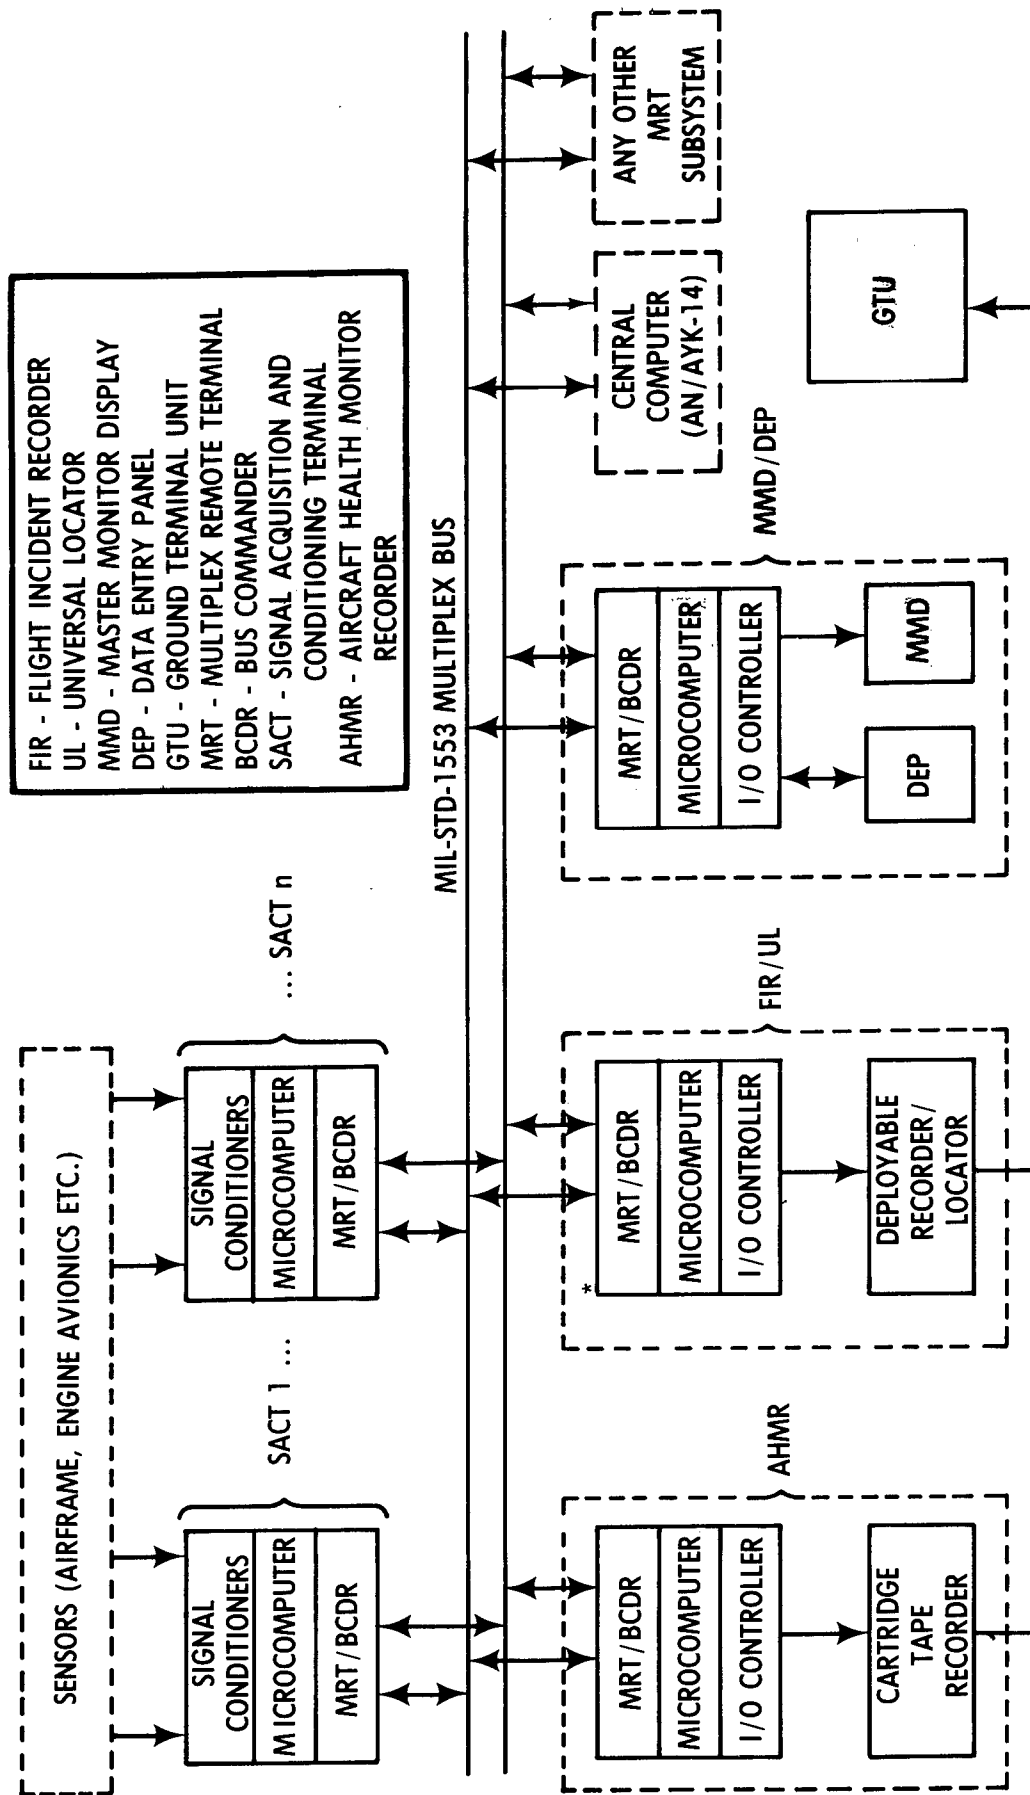 FIR - FLIGHT INCIDENT RECORDER
UL - UNIVERSAL LOCATOR
MMD - MASTER MONITOR DISPLAY
DEP - DATA ENTRY PANEL
GTU - GROUND TERMINAL UNIT
MRT - MULTIPLEX REMOTE TERMINAL
BCDR - BUS COMMANDER
SACT - SIGNAL ACQUISITION AND
CONDITIONING TERMINAL
AHMR - AIRCRAFT HEALTH MONITOR
RECORDER
SENSORS (AIRFRAME, ENGINE AVIONICS ETC.)
SIGNAL
CONDITIONERS
MICROCOMPUTER
MRT/BCDR
SACT 1 ...
SIGNAL
CONDITIONERS
MICROCOMPUTER
MRT/BCDR
... SACT n
MIL-STD-1553 MULTIPLEX BUS
MRT/BCDR
MICROCOMPUTER
I/O CONTROLLER
CARTRIDGE
TAPE
RECORDER
AHMR
*
MRT/BCDR
MICROCOMPUTER
I/O CONTROLLER
DEPLOYABLE
RECORDER/
LOCATOR
FIR/UL
MRT/BCDR
MICROCOMPUTER
I/O CONTROLLER
DEP
MMD
MMD/DEP
CENTRAL
COMPUTER
(AN/AYK-14)
ANY OTHER
MRT
SUBSYSTEM
GTU